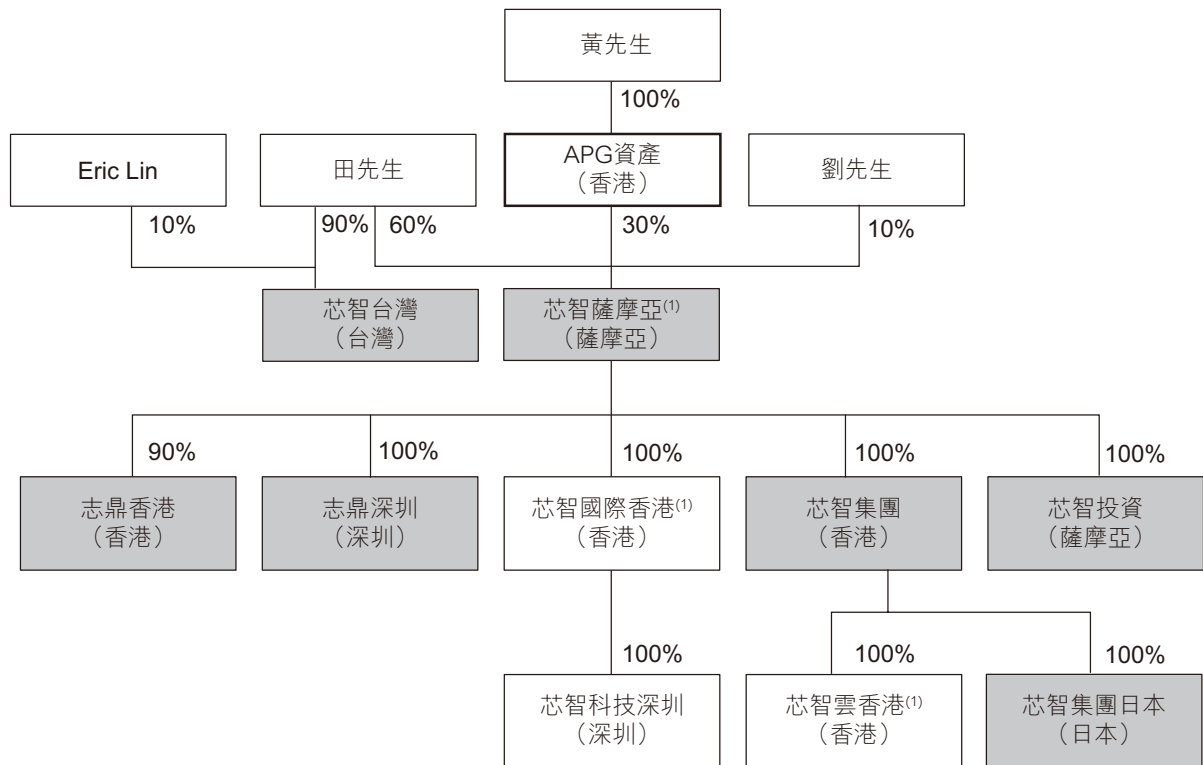 黃先生
100%
Eric Lin
田先生
APG資產
（香港）
劉先生
10%
90%
60%
30%
10%
芯智台灣
（台灣）
芯智薩摩亞(1)
（薩摩亞）
90%
100%
100%
100%
100%
志鼎香港
（香港）
志鼎深圳
（深圳）
芯智國際香港(1)
（香港）
芯智集團
（香港）
芯智投資
（薩摩亞）
100%
100%
100%
芯智科技深圳
（深圳）
芯智雲香港(1)
（香港）
芯智集團日本
（日本）